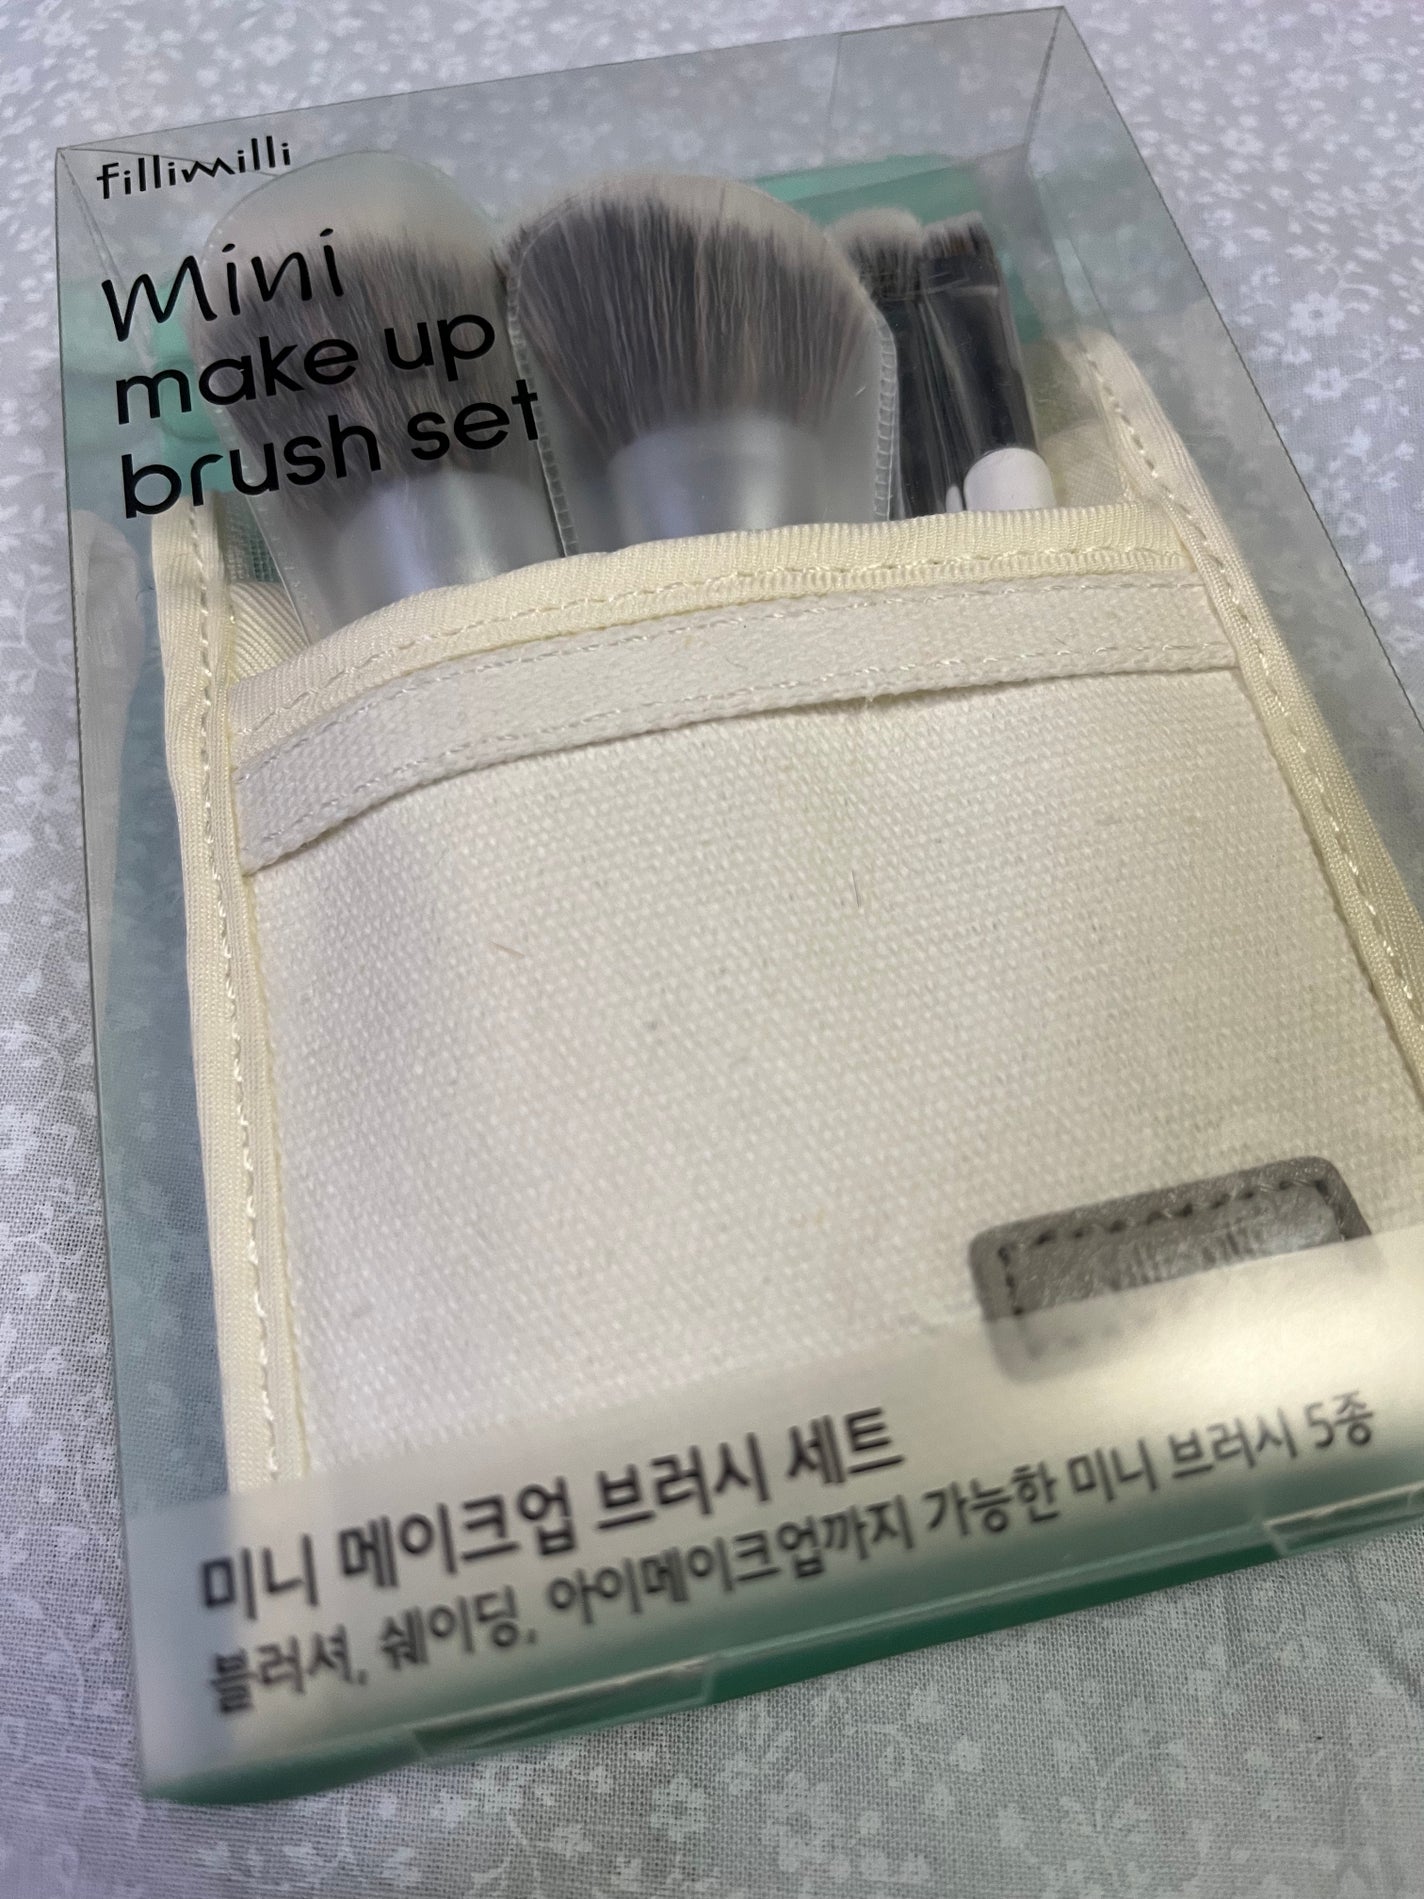 fillimilli
Mini
make up
brush set
미니 메이크업 브러시 세트
블러셔, 쉐이딩, 아이메이크업까지 가능한 미니 브러시 5종